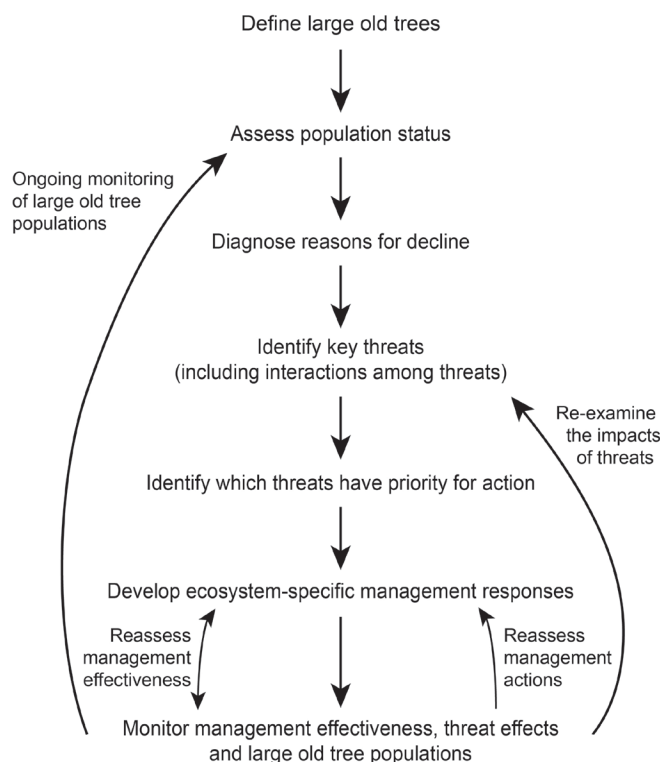 Define large old trees
Assess population status
Ongoing monitoring
of large old tree
populations
Diagnose reasons for decline
Identify key threats
(including interactions among threats)
Re-examine
the impacts
of threats
Identify which threats have priority for action
Develop ecosystem-specific management responses
Reassess
management
effectiveness
Reassess
management
actions
Monitor management effectiveness, threat effects
and large old tree populations